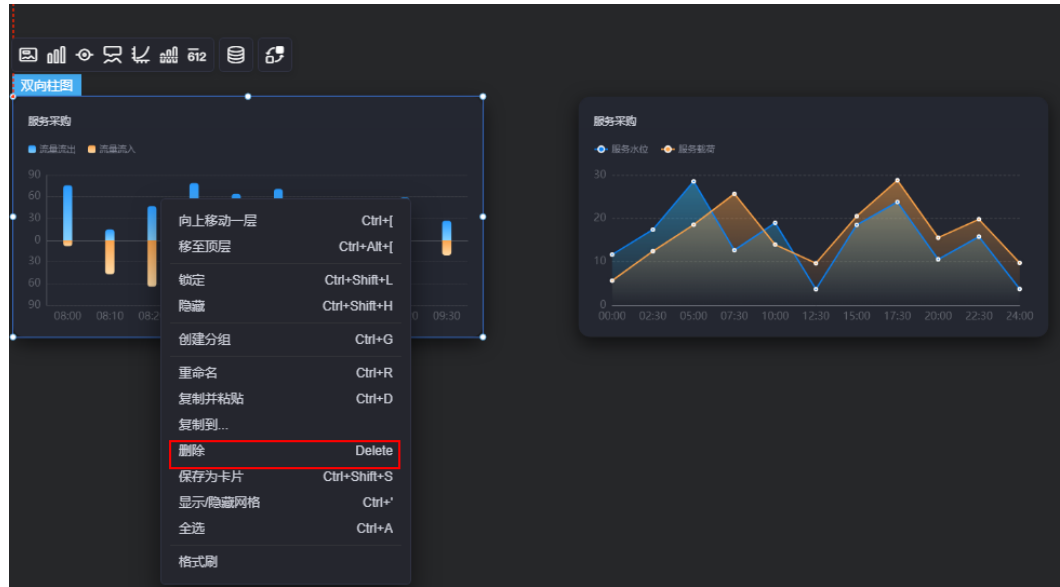 612
双向柱图
服务采购
流量流出 流量流入
90
60
30
0
30
60
90
08:00 08:10 08:2 0 09:30
向上移动一层 Ctrl+[
移至顶层 Ctrl+Alt+[
锁定 Ctrl+Shift+L
隐藏 Ctrl+Shift+H
创建分组 Ctrl+G
重命名 Ctrl+R
复制并粘贴 Ctrl+D
复制到...
删除 Delete
保存为卡片 Ctrl+Shift+S
显示/隐藏网格 Ctrl+'
全选 Ctrl+A
格式刷
服务采购
服务水位 服务载荷
30
20
10
0
00:00 02:30 05:00 07:30 10:00 12:30 15:00 17:30 20:00 22:30 24:00